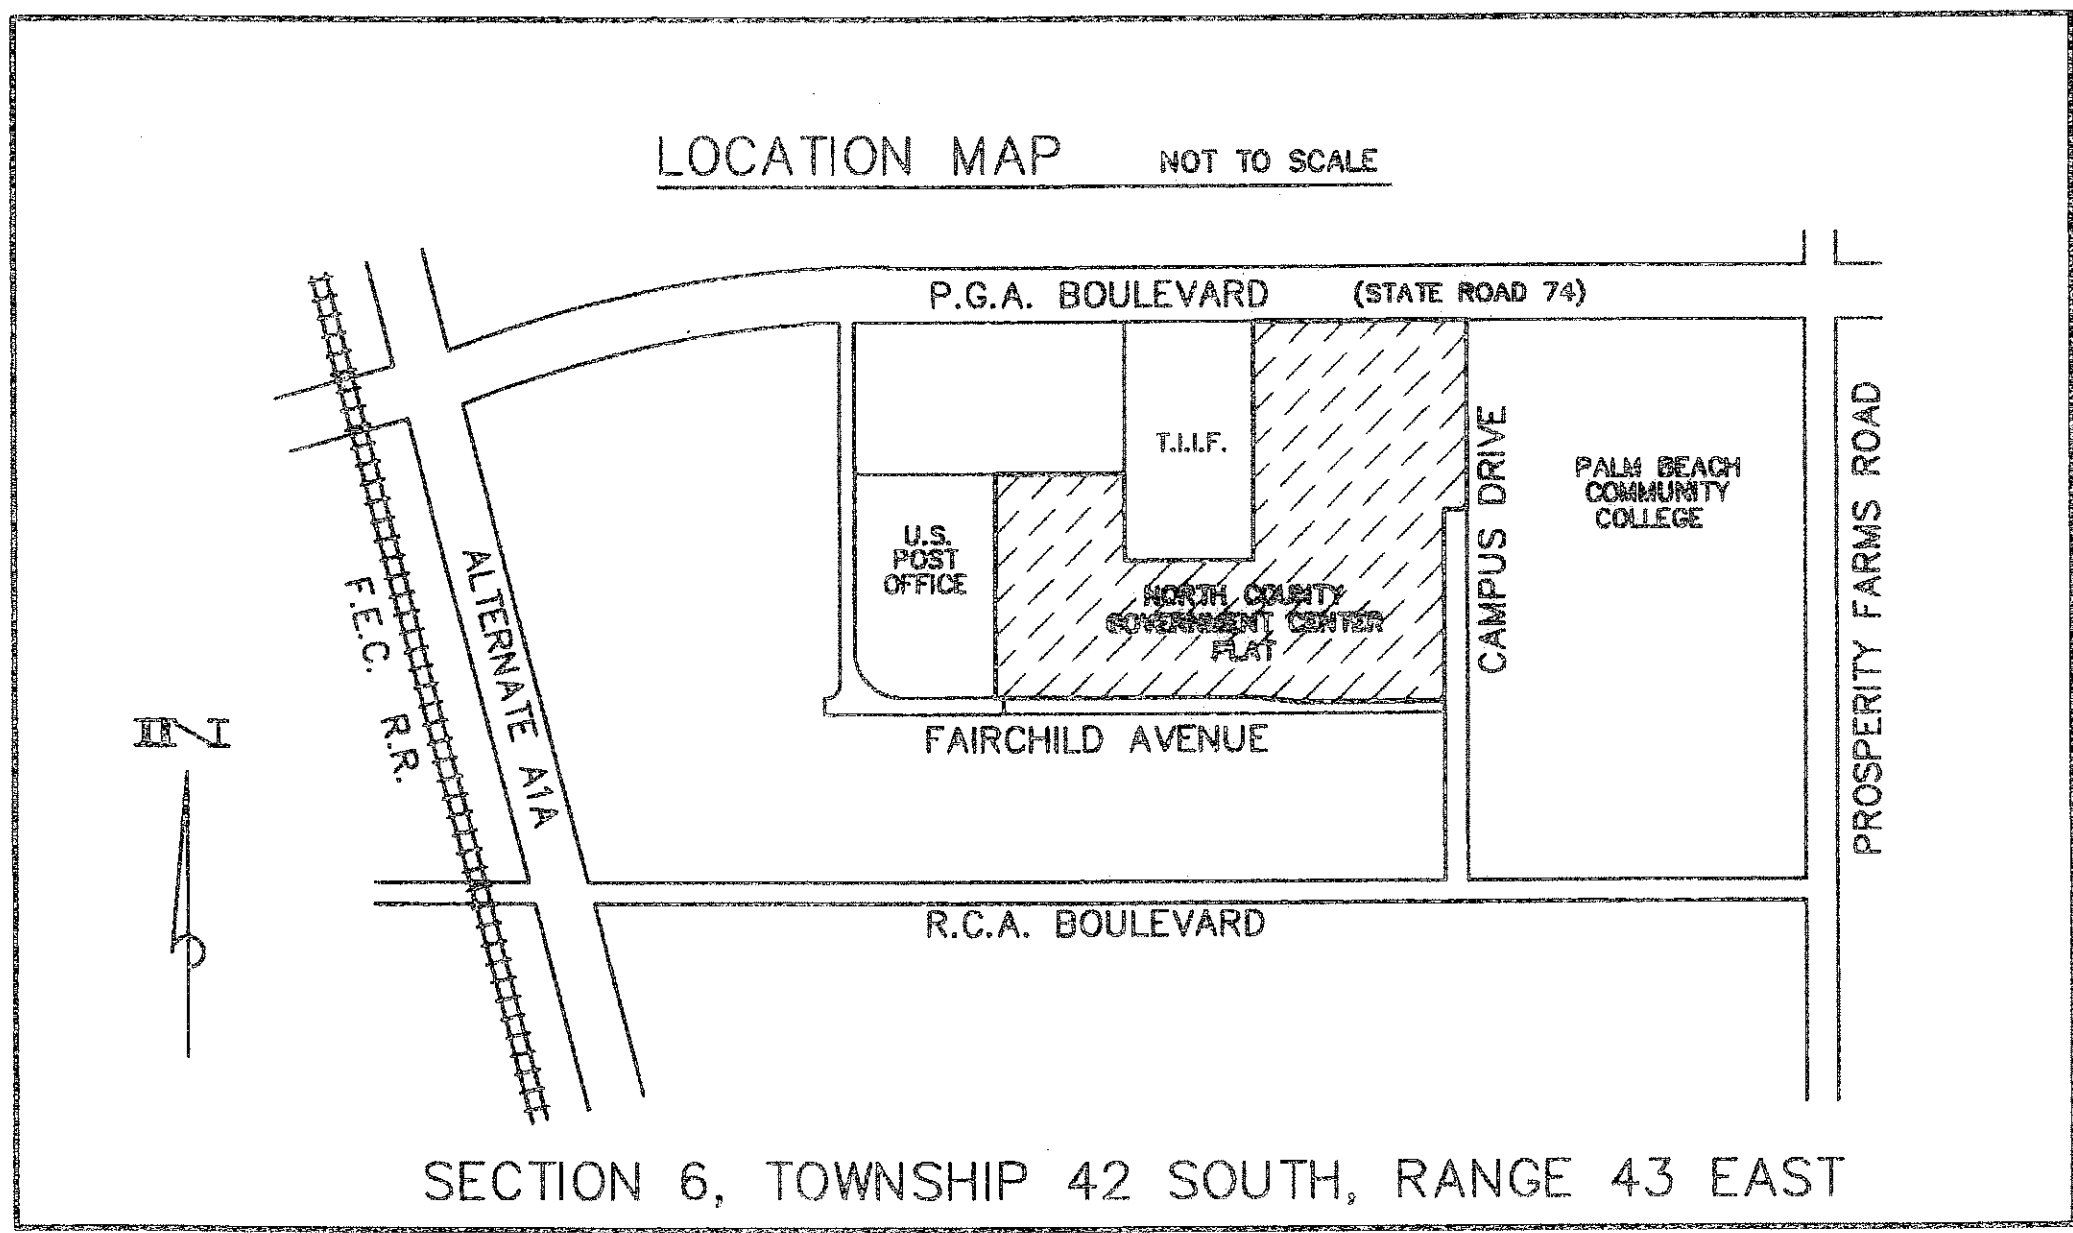 LOCATION MAP NOT TO SCALE
P.G.A. BOULEVARD (STATE ROAD 74)
T.I.I.F.
U.S.
POST
OFFICE
NORTH COUNTY
GOVERNMENT CENTER
PLAT
CAMPUS DRIVE
PALM BEACH
COMMUNITY
COLLEGE
PROSPERITY FARMS ROAD
ALTERNATE A1A
F.E.C. R.R.
N
FAIRCHILD AVENUE
R.C.A. BOULEVARD
SECTION 6, TOWNSHIP 42 SOUTH, RANGE 43 EAST